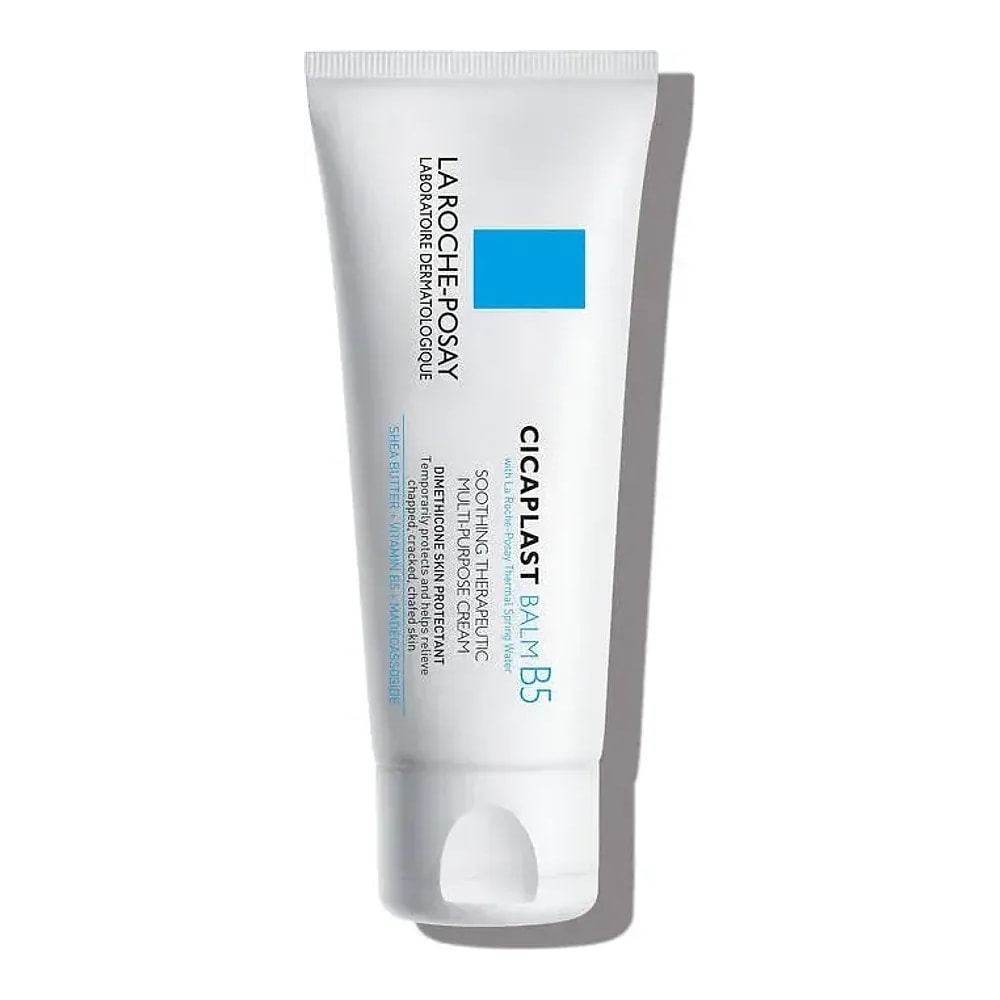 LA ROCHE-POSAY
LABORATOIRE DERMATOLOGIQUE
CICAPLAST BALM B5
with La Roche-Posay Thermal Spring Water
SOOTHING THERAPEUTIC
MULTI-PURPOSE CREAM
DIMETHICONE SKIN PROTECTANT
Temporarily protects and helps relieve
chapped, cracked, chafed skin
SHEA BUTTER + VITAMIN B5 + MADECASSOSIDE